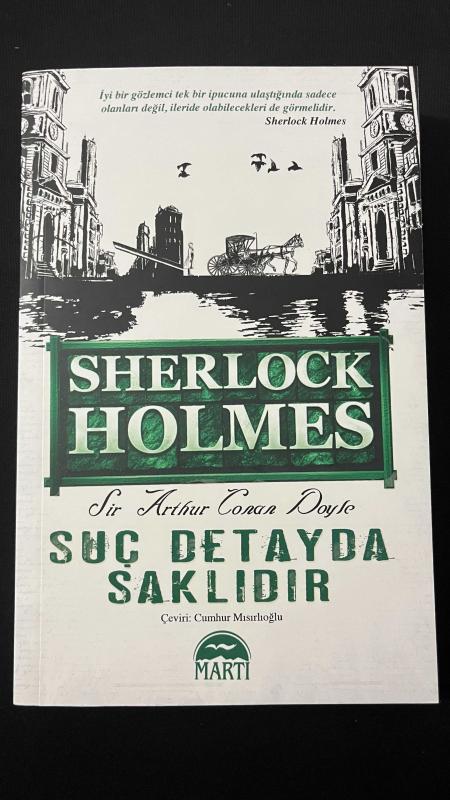 İyi bir gözlemci tek bir ipucuna ulaştığında sadece
olanları değil, ileride olabilecekleri de görmelidir.
Sherlock Holmes
SHERLOCK
HOLMES
Sir Arthur Conan Doyle
SUÇ DETAYDA
SAKLIDIR
Çeviri: Cumhur Mısırlıoğlu
MARTI